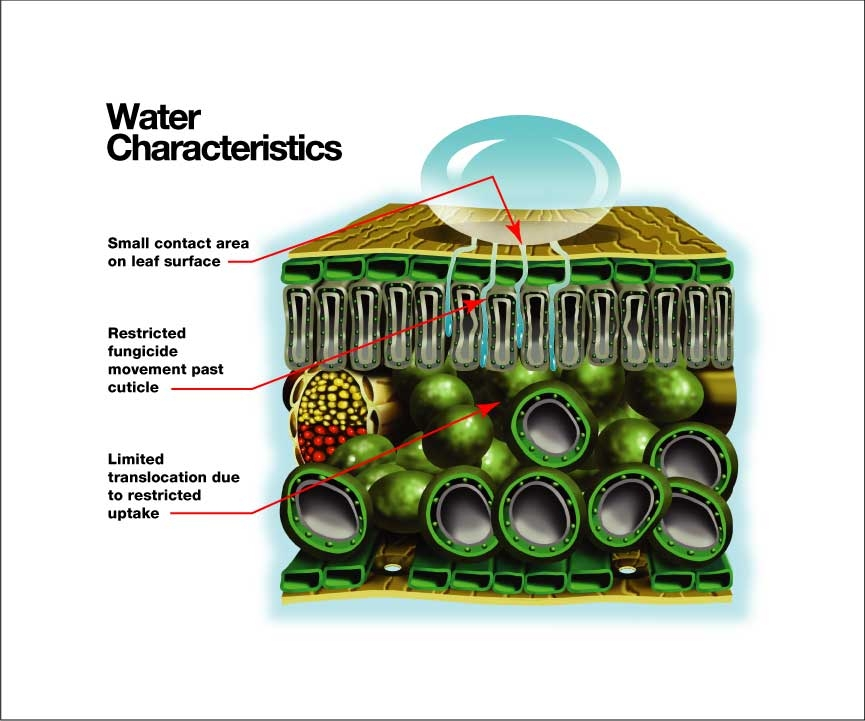 Water
Characteristics
Small contact area
on leaf surface
Restricted
fungicide
movement past
cuticle
Limited
translocation due
to restricted
uptake